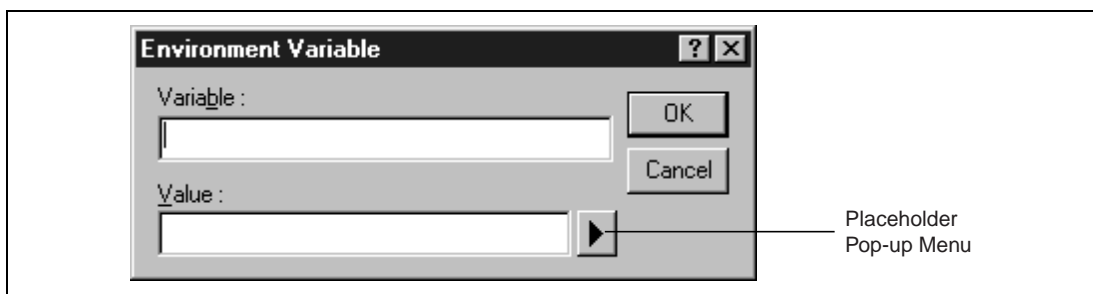 Environment Variable
?
Variable :
OK
Cancel
Value :
Placeholder
Pop-up Menu